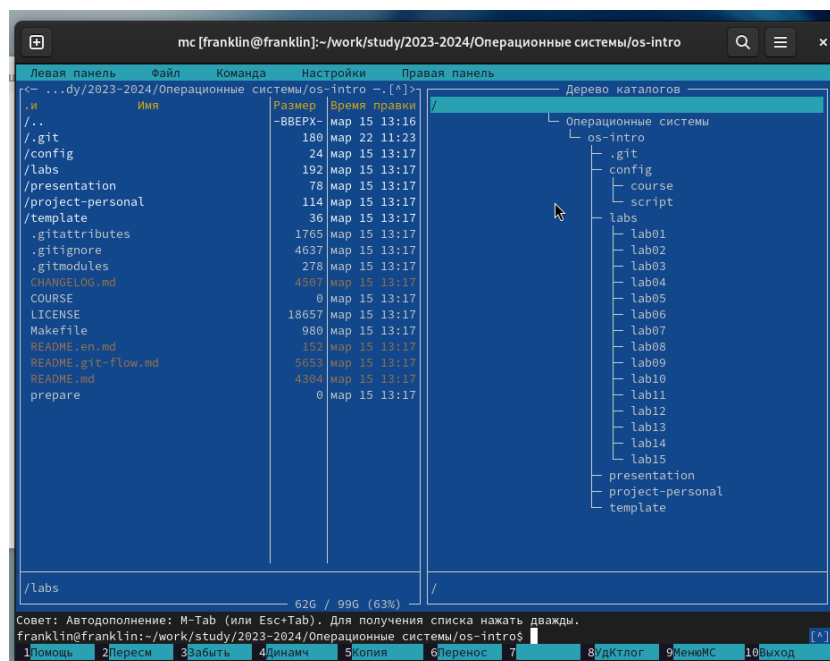 mc [franklin@franklin]:~/work/study/2023-2024/Операционные системы/os-intro
Левая панель Файл Команда Настройки Правая панель
<— ...dy/2023-2024/Операционные системы/os-intro —.[^]>
.и Имя Размер Время правки
/.. -ВВЕРХ- мар 15 13:16
/.git 180 мар 22 11:23
/config 24 мар 15 13:17
/labs 192 мар 15 13:17
/presentation 78 мар 15 13:17
/project-personal 114 мар 15 13:17
/template 36 мар 15 13:17
.gitattributes 1765 мар 15 13:17
.gitignore 4637 мар 15 13:17
.gitmodules 278 мар 15 13:17
CHANGELOG.md 4507 мар 15 13:17
COURSE 0 мар 15 13:17
LICENSE 18657 мар 15 13:17
Makefile 980 мар 15 13:17
README.en.md 152 мар 15 13:17
README.git-flow.md 5653 мар 15 13:17
README.md 4304 мар 15 13:17
prepare 0 мар 15 13:17
/labs
62G / 99G (63%)
Дерево каталогов
/
Операционные системы
os-intro
.git
config
course
script
labs
lab01
lab02
lab03
lab04
lab05
lab06
lab07
lab08
lab09
lab10
lab11
lab12
lab13
lab14
lab15
presentation
project-personal
template
/
Совет: Автодополнение: M-Tab (или Esc+Tab). Для получения списка нажать дважды.
franklin@franklin:~/work/study/2023-2024/Операционные системы/os-intro$ [^]
1Помощь 2Пересм 3Забыть 4Динамч 5Копия 6Перенос 7 8УдКтлог 9МенюMC 10Выход